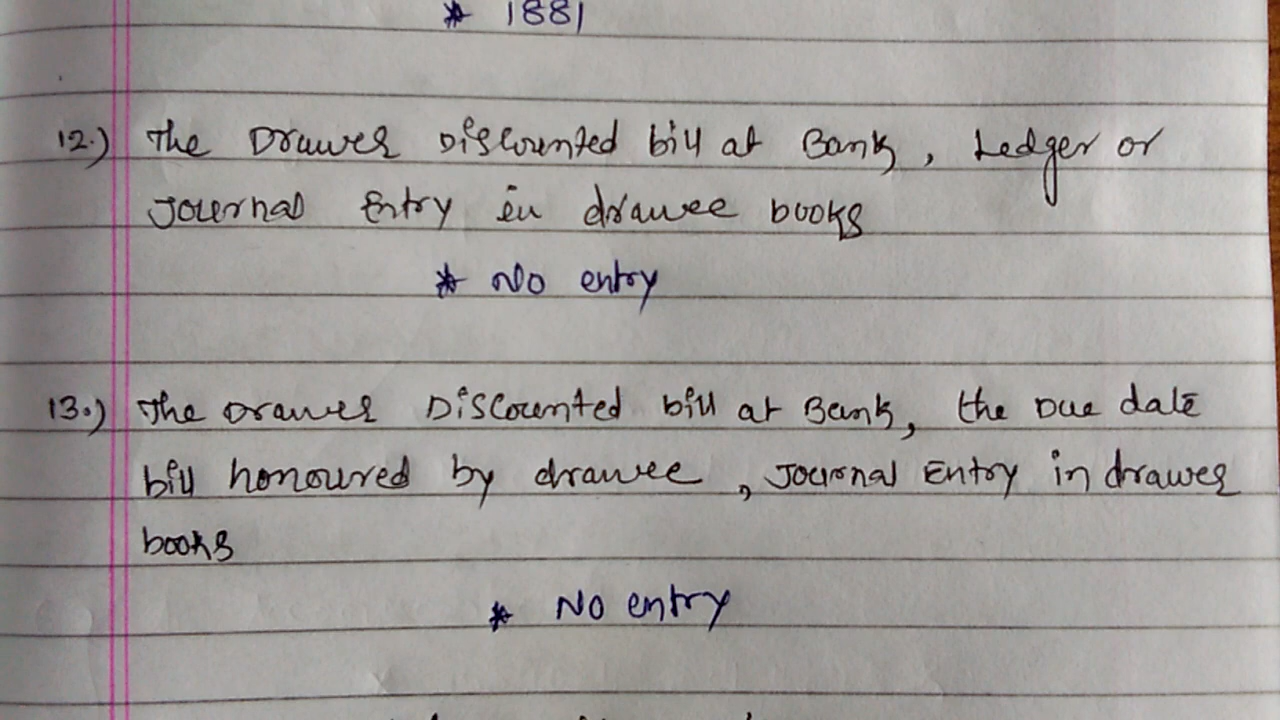 * 1881
12.) The Drawer Discounted bill at Bank, Ledger or
Journal Entry in drawee books
* No entry
13.) The Drawer Discounted bill at Bank, the Due date
bill honoured by drawee, Journal Entry in drawer
books
* No entry